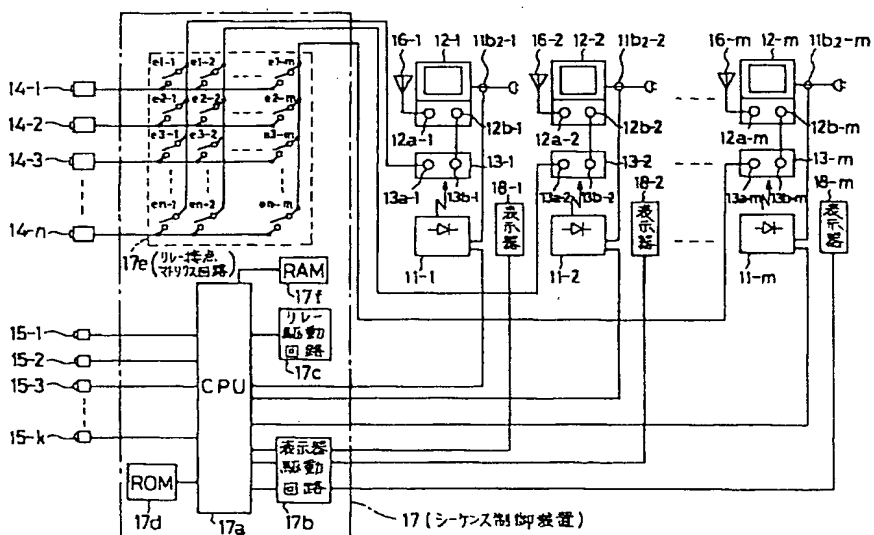 16-1 12-1 11b₂-1 16-2 12-2 11b₂-2 16-m 12-m 11b₂-m
e1-1 e1-2 e1-m
14-1
e2-1 e2-2 e2-m
14-2
12a-1 12b-1 12a-2 12b-2 12a-m 12b-m
e3-1 e3-2 e3-m
14-3
13-1 13-2 13-m
13a-1 13b-1 18-1 13a-2 13b-2 18-2 13a-m 13b-m 18-m
en-1 en-2 en-m
14-n
表示器 表示器 表示器
17e (リレー接点マトリクス回路)
11-1 11-2 11-m
RAM
17f
15-1
リレー
駆動
回路
17c
15-2
15-3
CPU
15-k
表示器
駆動
回路
ROM
17d 17a 17b 17 (シーケンス制御装置)